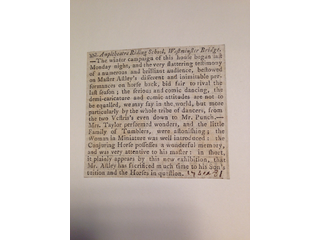 Amphitheatre Riding School, Westminster Bridge,
—The winter campaign of this house began last
Monday night, and the very flattering testimony
of a numerous and brilliant audience, bestowed
on Master Astley's different and inimitable per-
formances on horse back, bid fair to rival the
last season; the serious and comic dancing, the
demi-caracature and comic-attitudes are not to
be equalled, we may say in the world, but more
particularly by the whole tribe of dancers, from
the two Vestris's even down to Mr. Punch.—
Mrs. Taylor performed wonders, and the little
Family of Tumblers, were astonishing; the
Woman in Miniature was well introduced: the
Conjuring Horse possesses a wonderful memory,
and was very attentive to his master: in short,
it plainly appears by this new exhibition, that
Mr. Astley has sacrificed much time to his son's
tuition and the Horses in question.